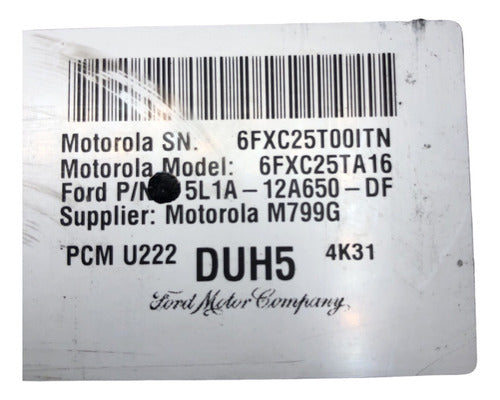 Motorola SN. 6FXC25T00ITN
Motorola Model: 6FXC25TA16
Ford P/N 5L1A-12A650-DF
Supplier: Motorola M799G
PCM U222 DUH5 4K31
Ford Motor Company